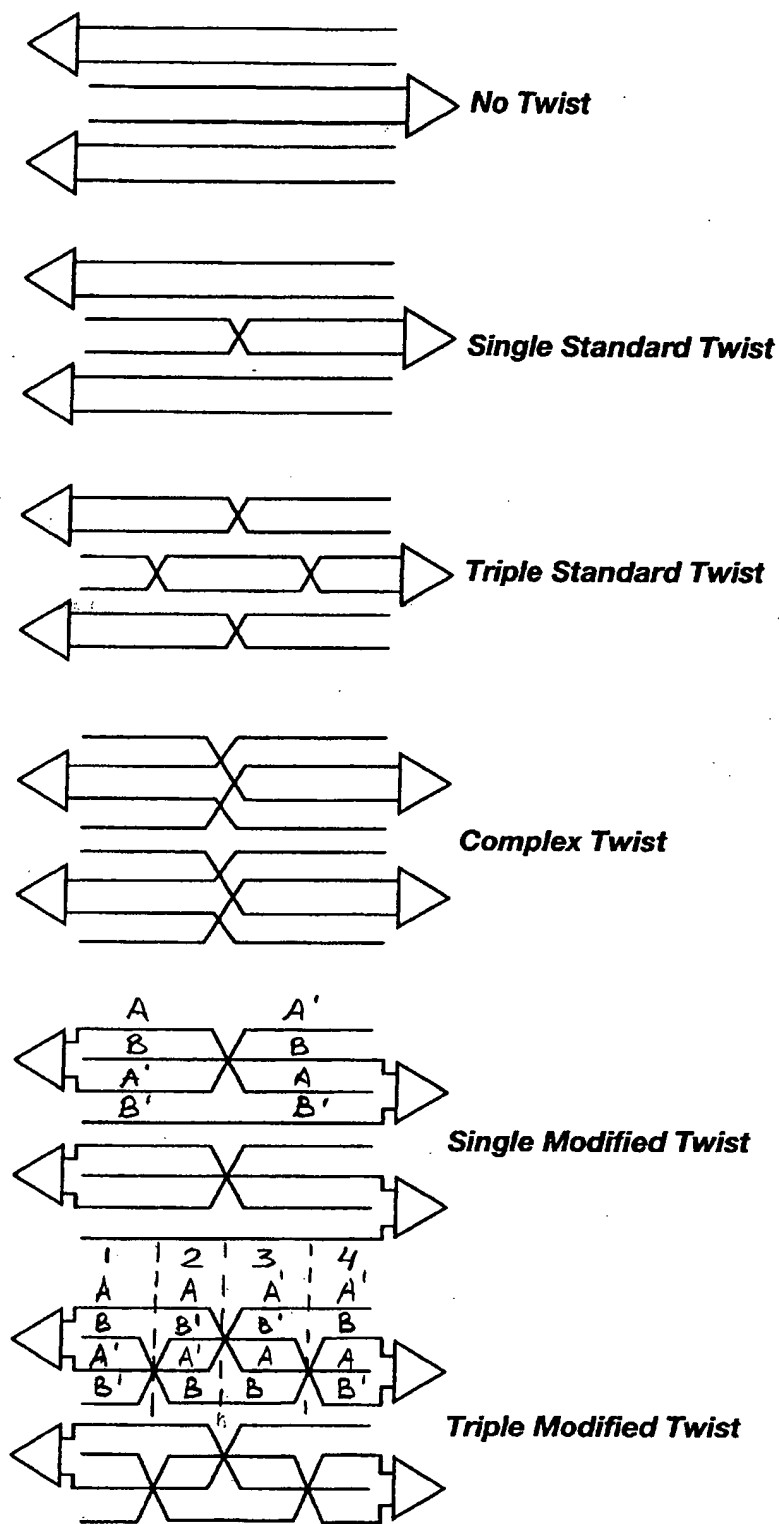 No Twist
Single Standard Twist
Triple Standard Twist
Complex Twist
A A'
B B
A' A
B' B'
Single Modified Twist
1 2 3 4
A A A' A'
B B' B' B
A' A' A A
B' B B B'
Triple Modified Twist